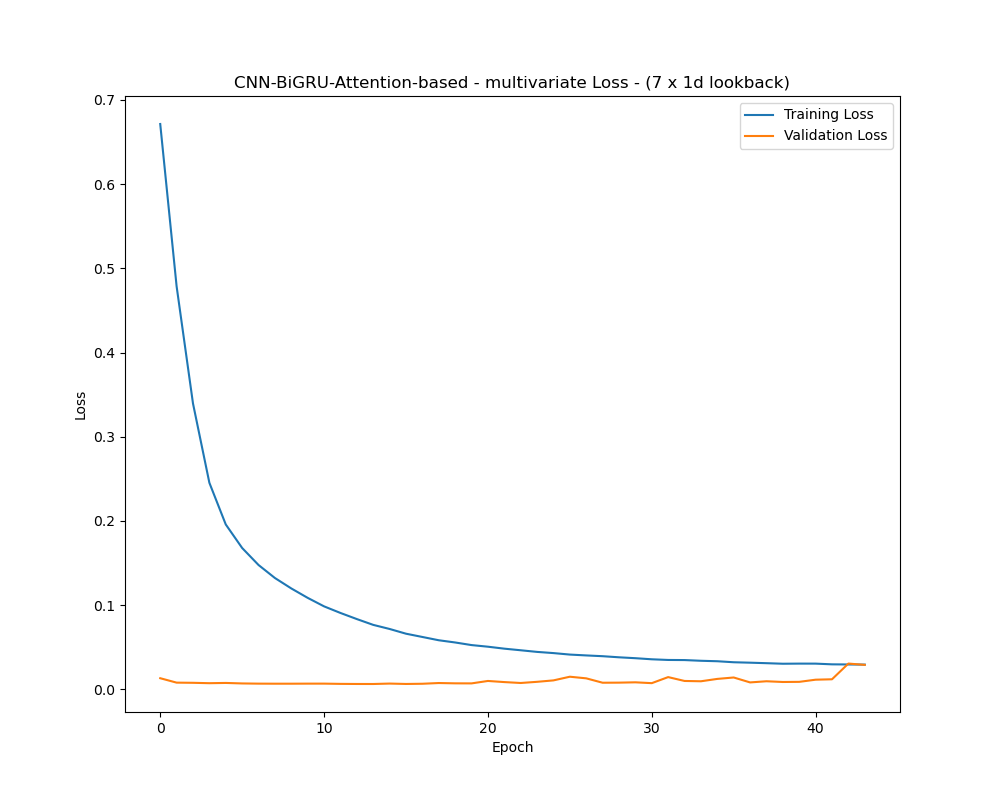 CNN-BiGRU-Attention-based - multivariate Loss - (7 x 1d lookback)
Training Loss
Validation Loss
0.7
0.6
0.5
0.4
0.3
0.2
0.1
0.0
Loss
0 10 20 30 40
Epoch